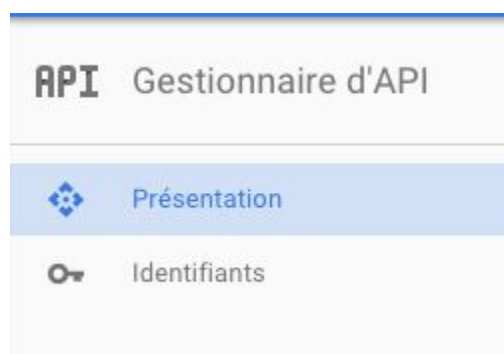 API Gestionnaire d'API
Présentation
Identifiants